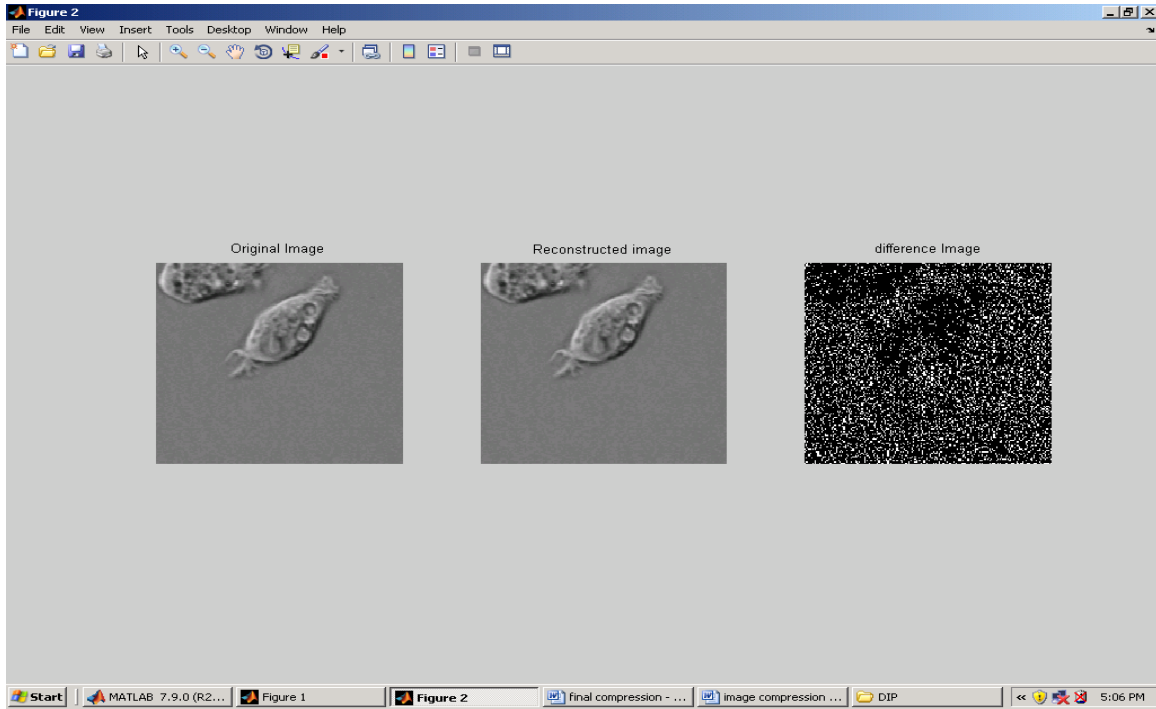 Figure 2
File Edit View Insert Tools Desktop Window Help
Original Image
Reconstructed image
difference Image
Start MATLAB 7.9.0 (R2... Figure 1 Figure 2 final compression - ... image compression ... DIP « 5:06 PM